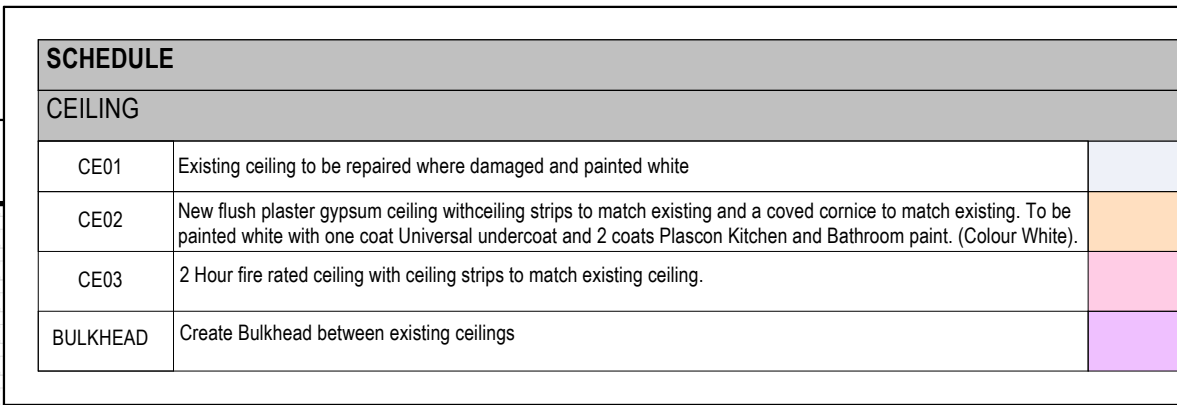 SCHEDULE
CEILING
CE01 Existing ceiling to be repaired where damaged and painted white
CE02 New flush plaster gypsum ceiling withceiling strips to match existing and a coved cornice to match existing. To be
painted white with one coat Universal undercoat and 2 coats Plascon Kitchen and Bathroom paint. (Colour White).
CE03 2 Hour fire rated ceiling with ceiling strips to match existing ceiling.
BULKHEAD Create Bulkhead between existing ceilings